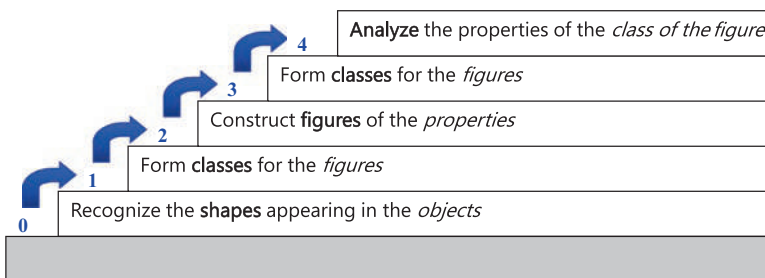 4 Analyze the properties of the class of the figure
3 Form classes for the figures
2 Construct figures of the properties
1 Form classes for the figures
0 Recognize the shapes appearing in the objects